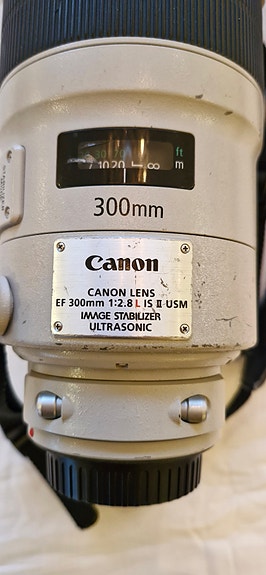 ft
10 20 ∞ m
300mm
Canon
CANON LENS
EF 300mm 1:2.8 L IS II USM
IMAGE STABILIZER
ULTRASONIC